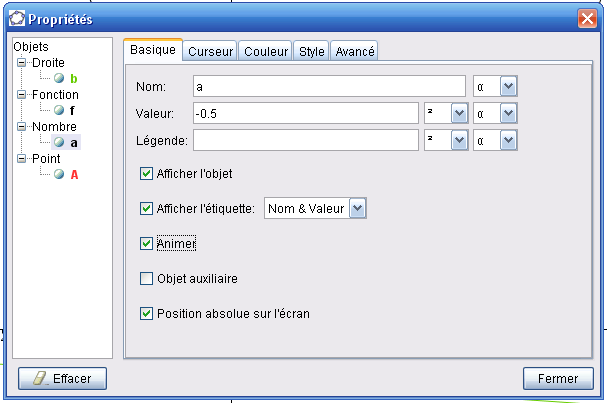 Propriétés
Objets
Droite
b
Fonction
f
Nombre
a
Point
A
Basique Curseur Couleur Style Avancé
Nom: a α
Valeur: -0.5 ² α
Légende: ² α
Afficher l'objet
Afficher l'étiquette: Nom & Valeur
Animer
Objet auxiliaire
Position absolue sur l'écran
Effacer Fermer